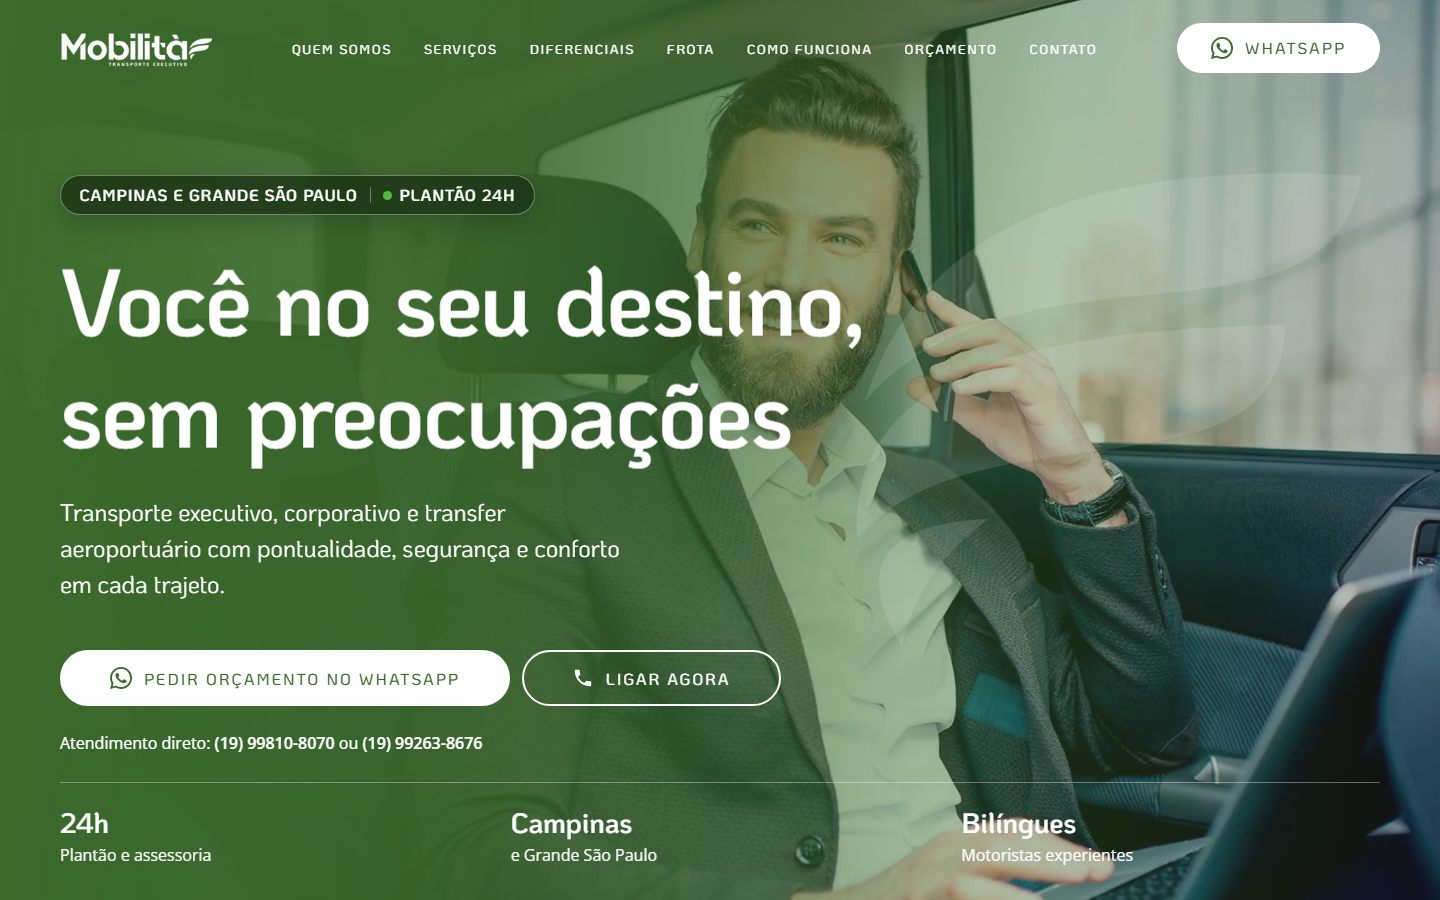 Mobilità
TRANSPORTE EXECUTIVO
QUEM SOMOS
SERVIÇOS
DIFERENCIAIS
FROTA
COMO FUNCIONA
ORÇAMENTO
CONTATO
WHATSAPP
CAMPINAS E GRANDE SÃO PAULO
PLANTÃO 24H
Você no seu destino,
sem preocupações
Transporte executivo, corporativo e transfer
aeroportuário com pontualidade, segurança e conforto
em cada trajeto.
PEDIR ORÇAMENTO NO WHATSAPP
LIGAR AGORA
Atendimento direto: (19) 99810-8070 ou (19) 99263-8676
24h
Plantão e assessoria
Campinas
e Grande São Paulo
Bilíngues
Motoristas experientes